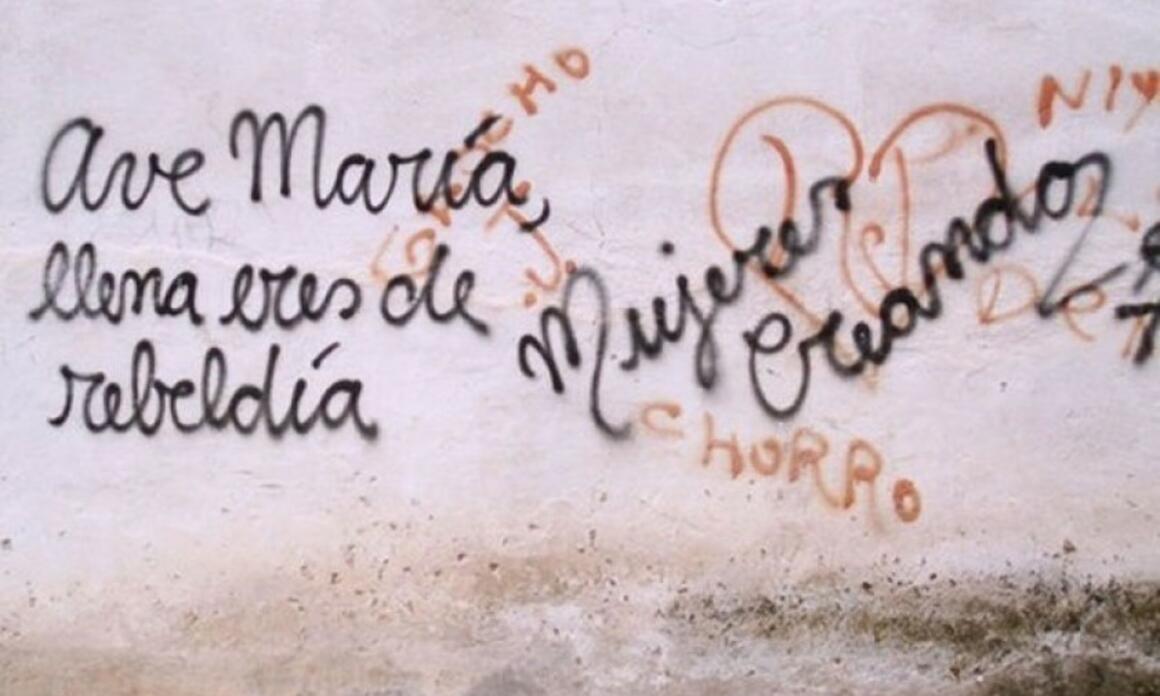 Ave María,
llena eres de
rebeldía
Mujeres
Creando
CHORRO